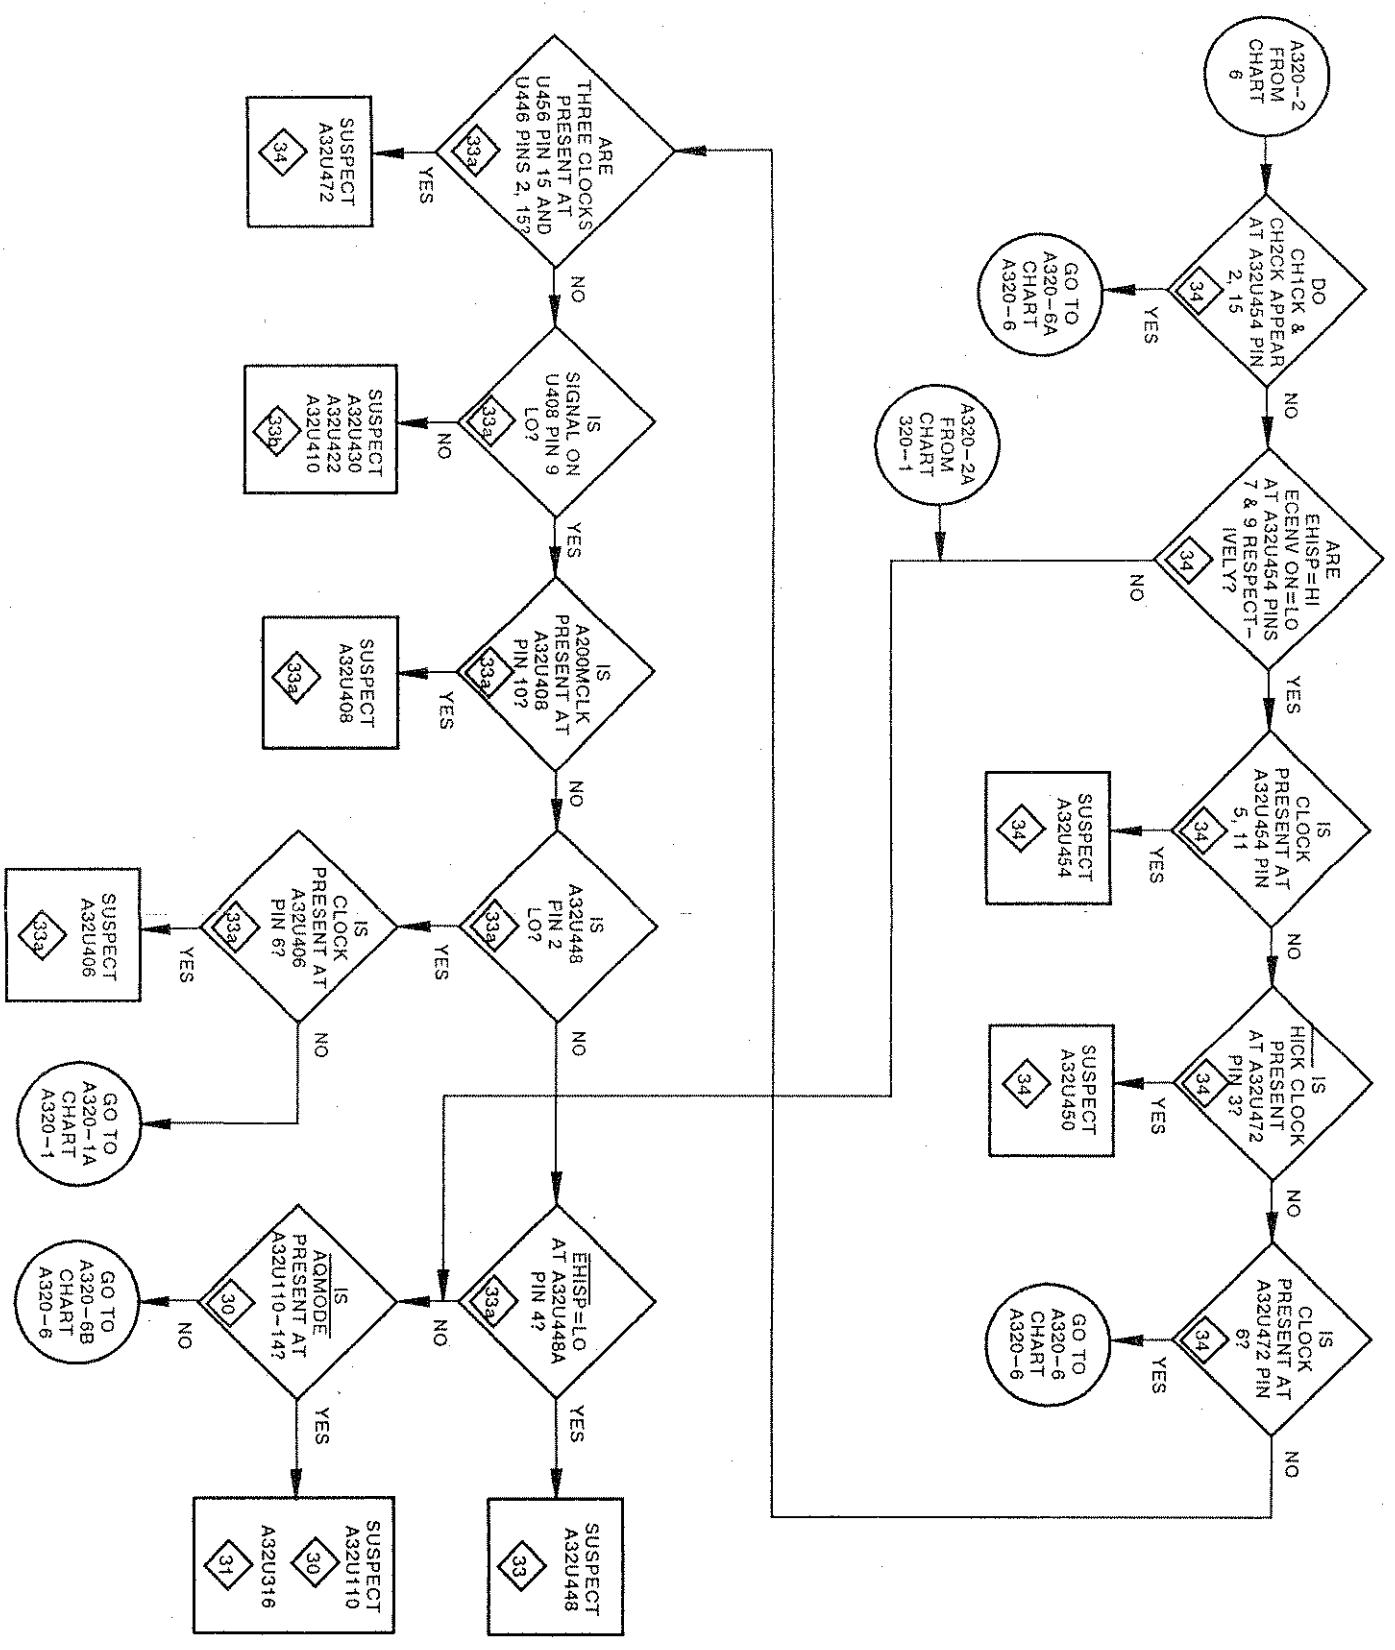 A320-2
FROM
CHART
6
DO
CH1CK &
CH2CK APPEAR
AT A32U454 PIN
2, 15
34
YES
GO TO
A320-6A
CHART
A320-6
NO
ARE
EHISP=HI
ECENV ON=LO
AT A32U454 PINS
7 & 9 RESPECT-
IVELY?
34
NO
A320-2A
FROM
CHART
320-1
YES
IS
CLOCK
PRESENT AT
A32U454 PIN
5, 11
34
YES
SUSPECT
A32U454
34
NO
IS
HICK CLOCK
PRESENT
AT A32U472
PIN 3?
34
YES
SUSPECT
A32U450
34
NO
IS
CLOCK
PRESENT AT
A32U472 PIN
6?
34
YES
GO TO
A320-6
CHART
A320-6
NO
ARE
THREE CLOCKS
PRESENT AT
U456 PIN 15 AND
U446 PINS 2, 15?
33a
YES
SUSPECT
A32U472
34
NO
IS
SIGNAL ON
U408 PIN 9
LO?
33a
NO
SUSPECT
A32U430
A32U422
A32U410
33b
YES
IS
A200MCLK
PRESENT AT
A32U408
PIN 10?
33a
YES
SUSPECT
A32U408
33a
NO
IS
A32U448
PIN 2
LO?
33a
YES
IS
CLOCK
PRESENT AT
A32U406
PIN 6?
33a
YES
SUSPECT
A32U406
33a
NO
GO TO
A320-1A
CHART
A320-1
NO
EHISP=LO
AT A32U448A
PIN 4?
33a
YES
SUSPECT
A32U448
33
NO
IS
AQMODE
PRESENT AT
A32U110-14?
30
NO
GO TO
A320-6B
CHART
A320-6
YES
SUSPECT
A32U110
30
A32U316
31